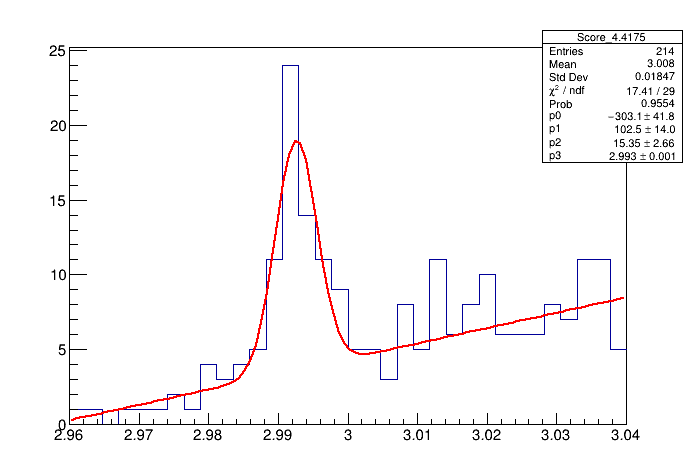 Score_4.4175
Entries 214
Mean 3.008
Std Dev 0.01847
χ² / ndf 17.41 / 29
Prob 0.9554
p0 −303.1 ± 41.8
p1 102.5 ± 14.0
p2 15.35 ± 2.66
p3 2.993 ± 0.001
25
20
15
10
5
0
2.96 2.97 2.98 2.99 3 3.01 3.02 3.03 3.04